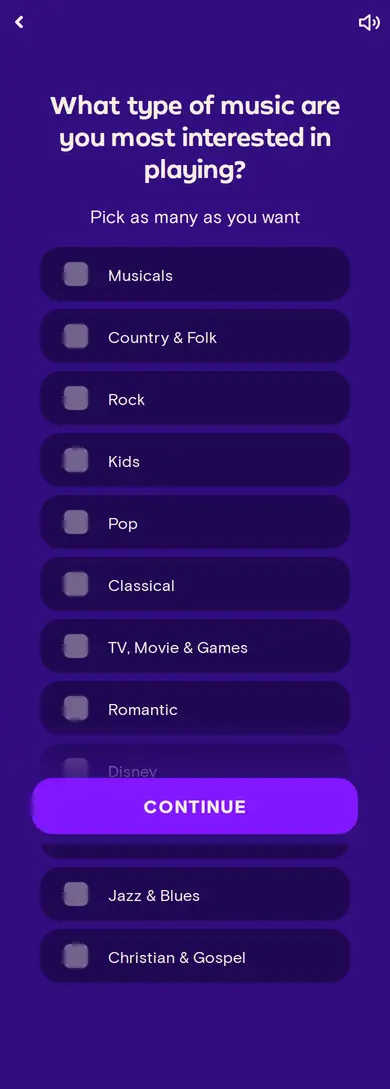 What type of music are
you most interested in
playing?
Pick as many as you want
Musicals
Country & Folk
Rock
Kids
Pop
Classical
TV, Movie & Games
Romantic
Disney
CONTINUE
Jazz & Blues
Christian & Gospel